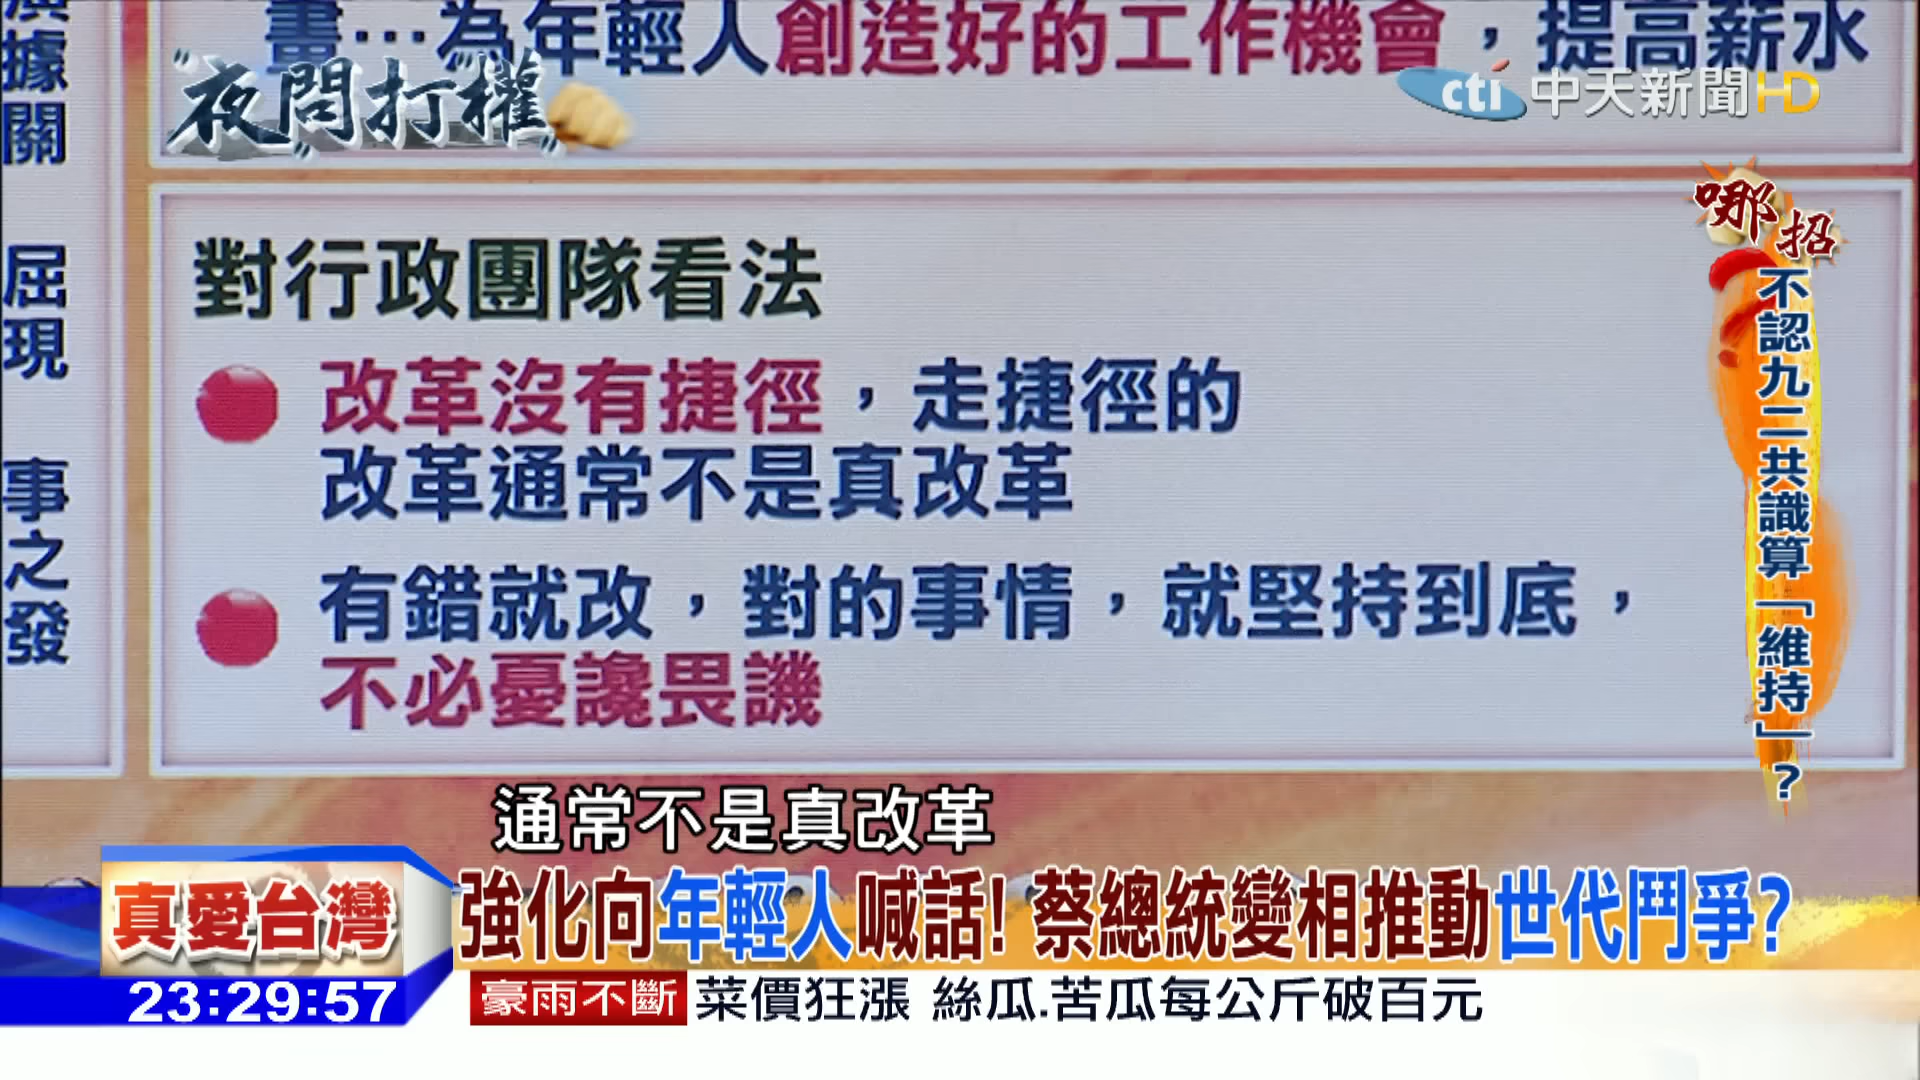 畫…為年輕人創造好的工作機會，提高薪水
"夜問打權"
cti 中天新聞HD
據關
屈現
事之發
對行政團隊看法
改革沒有捷徑，走捷徑的
改革通常不是真改革
有錯就改，對的事情，就堅持到底，
不必憂讒畏譏
哪招
不認九二共識算「維持」？
通常不是真改革
真愛台灣
強化向年輕人喊話! 蔡總統變相推動世代鬥爭?
23:29:57
豪雨不斷 菜價狂漲 絲瓜.苦瓜每公斤破百元